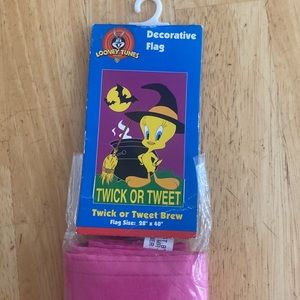 Decorative
Flag
LOONEY TUNES
TWICK OR TWEET
Twick or Tweet Brew
Flag Size: 28" x 40"